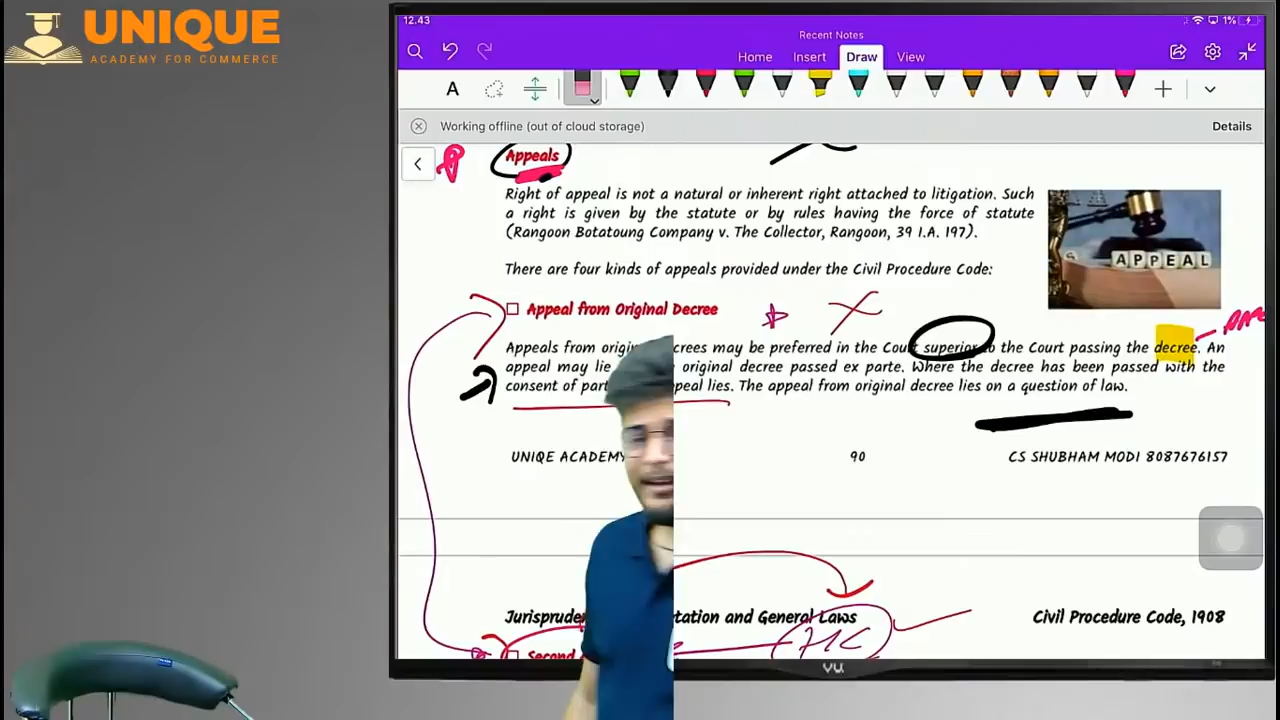 UNIQUE
ACADEMY FOR COMMERCE
12.43
1%
Recent Notes
Home Insert Draw View
A
Working offline (out of cloud storage) Details
Appeals
Right of appeal is not a natural or inherent right attached to litigation. Such
a right is given by the statute or by rules having the force of statute
(Rangoon Botatoung Company v. The Collector, Rangoon, 39 I.A. 197).
APPEAL
There are four kinds of appeals provided under the Civil Procedure Code:
Appeal from Original Decree
Appeals from crees may be preferred in the Court superior to the Court passing the decree. An
appeal may lie original decree passed ex parte. Where the decree has been passed with the
consent of part peal lies. The appeal from original decree lies on a question of law.
UNIQE ACADEMY 90 CS SHUBHAM MODI 8087676157
Jurisprude tation and General Laws Civil Procedure Code, 1908
HC
Second
VU